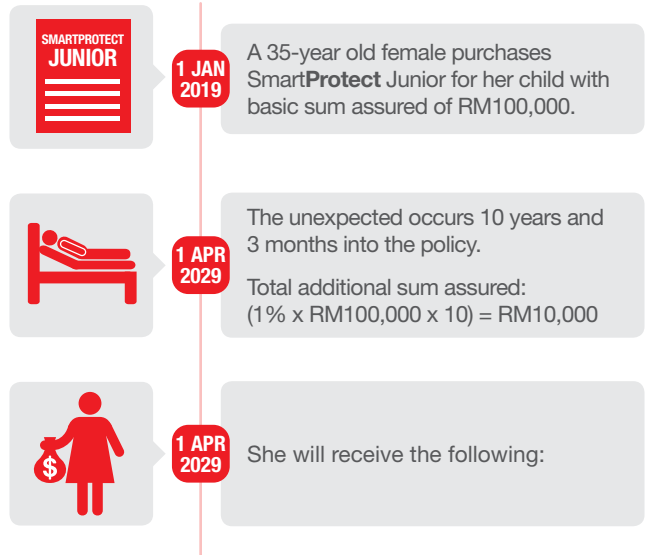 SMARTPROTECT
JUNIOR
1 JAN
2019
A 35-year old female purchases
SmartProtect Junior for her child with
basic sum assured of RM100,000.
1 APR
2029
The unexpected occurs 10 years and
3 months into the policy.
Total additional sum assured:
(1% x RM100,000 x 10) = RM10,000
$
1 APR
2029
She will receive the following: